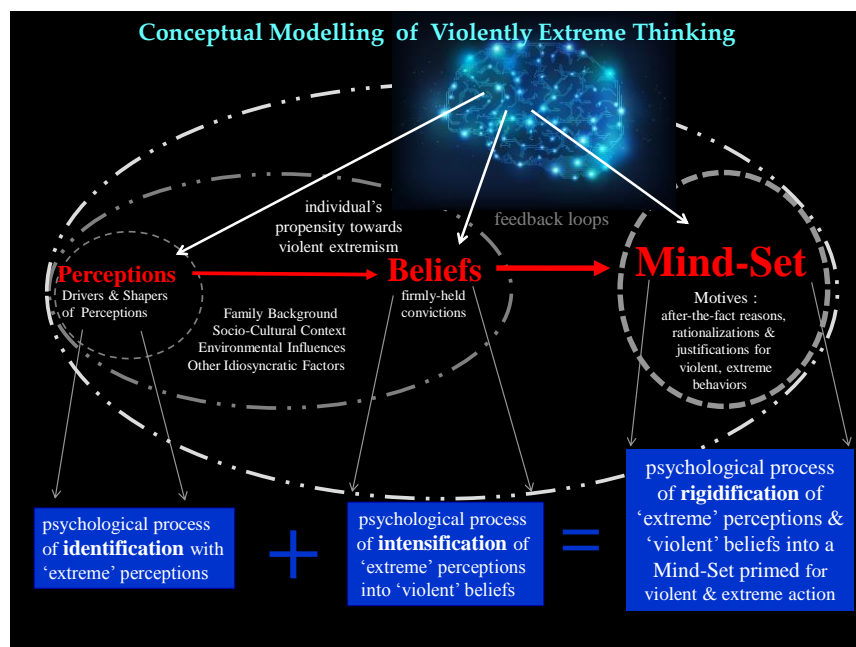 Conceptual Modelling of Violently Extreme Thinking
individual's
propensity towards
violent extremism
feedback loops
Perceptions
Drivers & Shapers
of Perceptions
Family Background
Socio-Cultural Context
Environmental Influences
Other Idiosyncratic Factors
Beliefs
firmly-held
convictions
Mind-Set
Motives :
after-the-fact reasons,
rationalizations &
justifications for
violent, extreme
behaviors
psychological process
of identification with
‘extreme’ perceptions
+
psychological process
of intensification of
‘extreme’ perceptions
into ‘violent’ beliefs
=
psychological process
of rigidification of
‘extreme’ perceptions &
‘violent’ beliefs into a
Mind-Set primed for
violent & extreme action